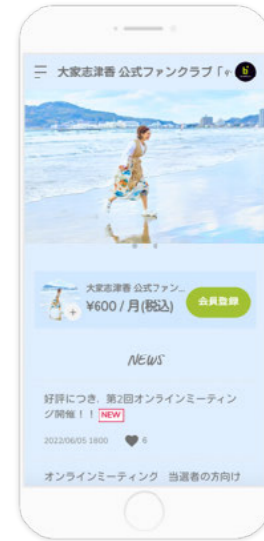 大家志津香 公式ファンクラブ「
大家志津香 公式ファン...
¥600 / 月(税込)
会員登録
NEWS
好評につき、第2回オンラインミーティン
グ開催！！ NEW
2022/06/05 18:00 6
オンラインミーティング 当選者の方向け